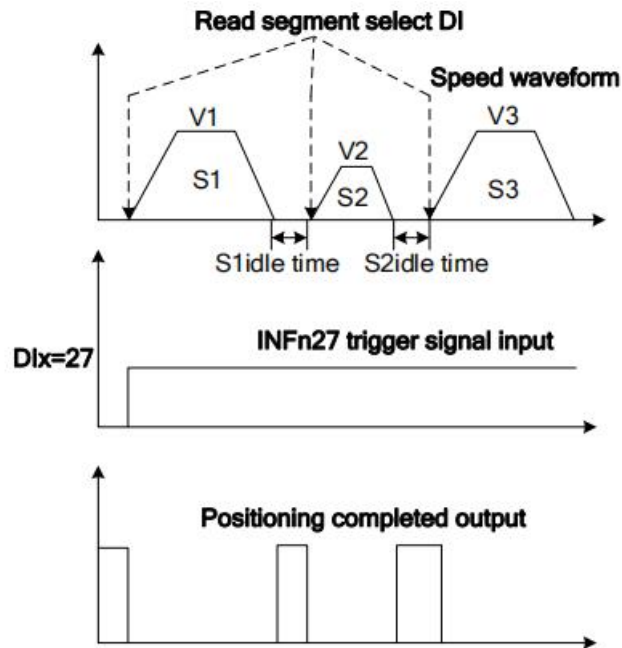 Read segment select DI
Speed waveform
V1
V2
V3
S1
S2
S3
S1idle time
S2idle time
INFn27 trigger signal input
DIx=27
Positioning completed output